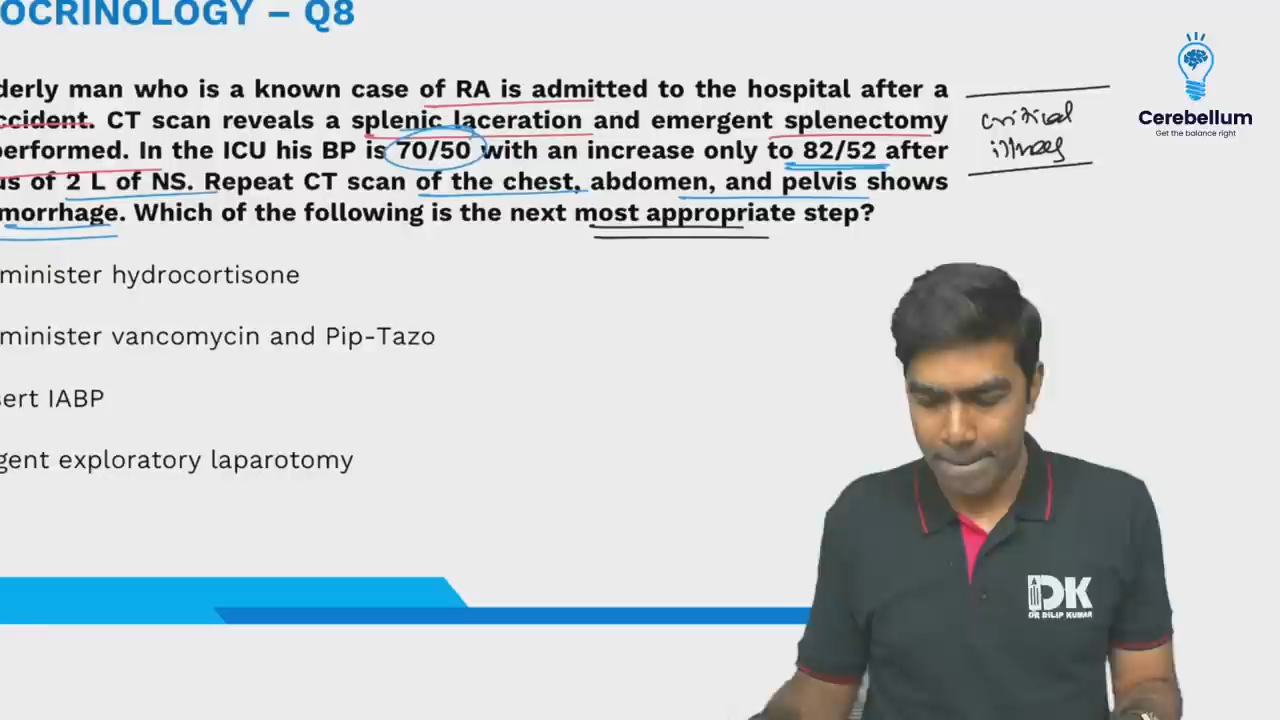 OCRINOLOGY – Q8
derly man who is a known case of RA is admitted to the hospital after a
ccident. CT scan reveals a splenic laceration and emergent splenectomy
performed. In the ICU his BP is 70/50 with an increase only to 82/52 after
us of 2 L of NS. Repeat CT scan of the chest, abdomen, and pelvis shows
morrhage. Which of the following is the next most appropriate step?
minister hydrocortisone
minister vancomycin and Pip-Tazo
sert IABP
gent exploratory laparotomy
critical
illness
Cerebellum
Get the balance right
DK
DR DILIP KUMAR